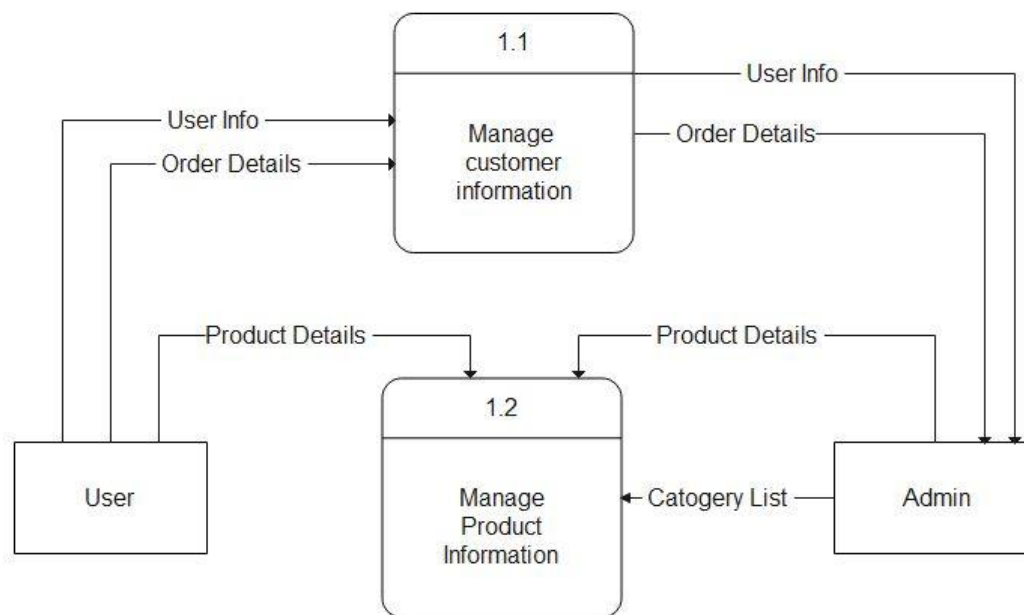 1.1
User Info
User Info
Order Details
Manage
customer
information
Order Details
Product Details
Product Details
1.2
User
Manage
Product
Information
Catogery List
Admin